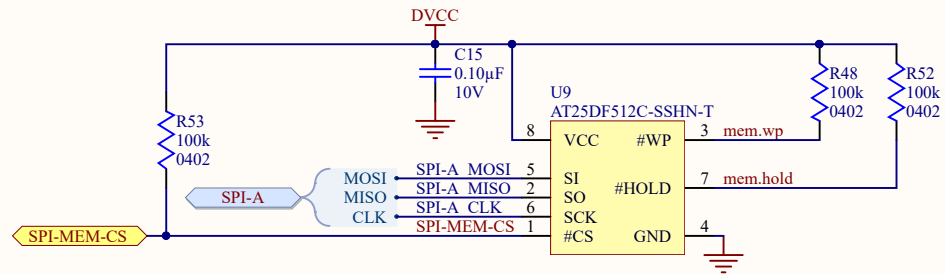 DVCC
C15
0.10µF
10V
R53
100k
0402
R48
100k
0402
R52
100k
0402
U9
AT25DF512C-SSHN-T
8 VCC #WP 3 mem.wp
MOSI SPI-A_MOSI 5 SI
#HOLD 7 mem.hold
SPI-A MISO SPI-A_MISO 2 SO
CLK SPI-A_CLK 6 SCK
SPI-MEM-CS SPI-MEM-CS 1 #CS GND 4